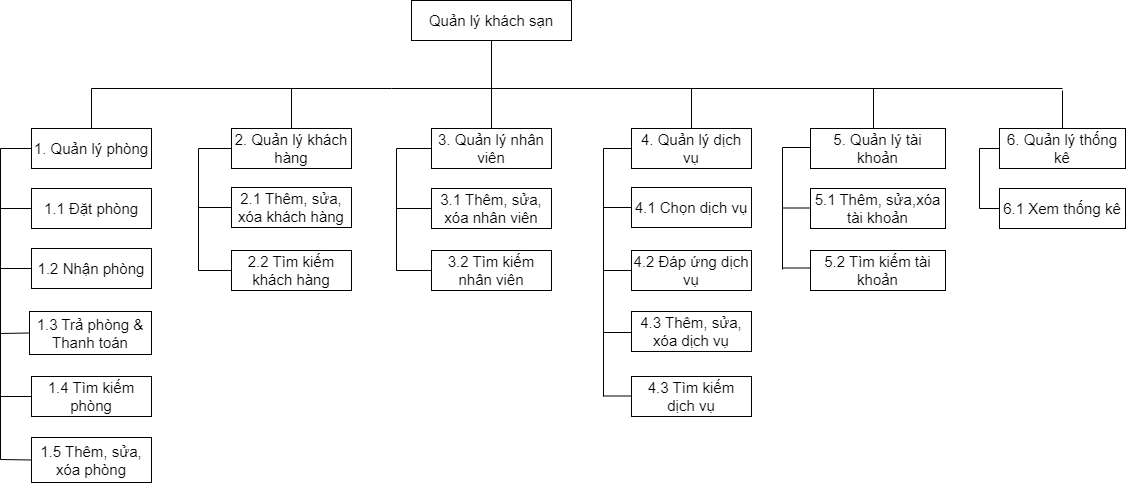 Quản lý khách sạn
1. Quản lý phòng
1.1 Đặt phòng
1.2 Nhận phòng
1.3 Trả phòng &
Thanh toán
1.4 Tìm kiếm
phòng
1.5 Thêm, sửa,
xóa phòng
2. Quản lý khách
hàng
2.1 Thêm, sửa,
xóa khách hàng
2.2 Tìm kiếm
khách hàng
3. Quản lý nhân
viên
3.1 Thêm, sửa,
xóa nhân viên
3.2 Tìm kiếm
nhân viên
4. Quản lý dịch
vụ
4.1 Chọn dịch vụ
4.2 Đáp ứng dịch
vụ
4.3 Thêm, sửa,
xóa dịch vụ
4.3 Tìm kiếm
dịch vụ
5. Quản lý tài
khoản
5.1 Thêm, sửa,xóa
tài khoản
5.2 Tìm kiếm tài
khoản
6. Quản lý thống
kê
6.1 Xem thống kê